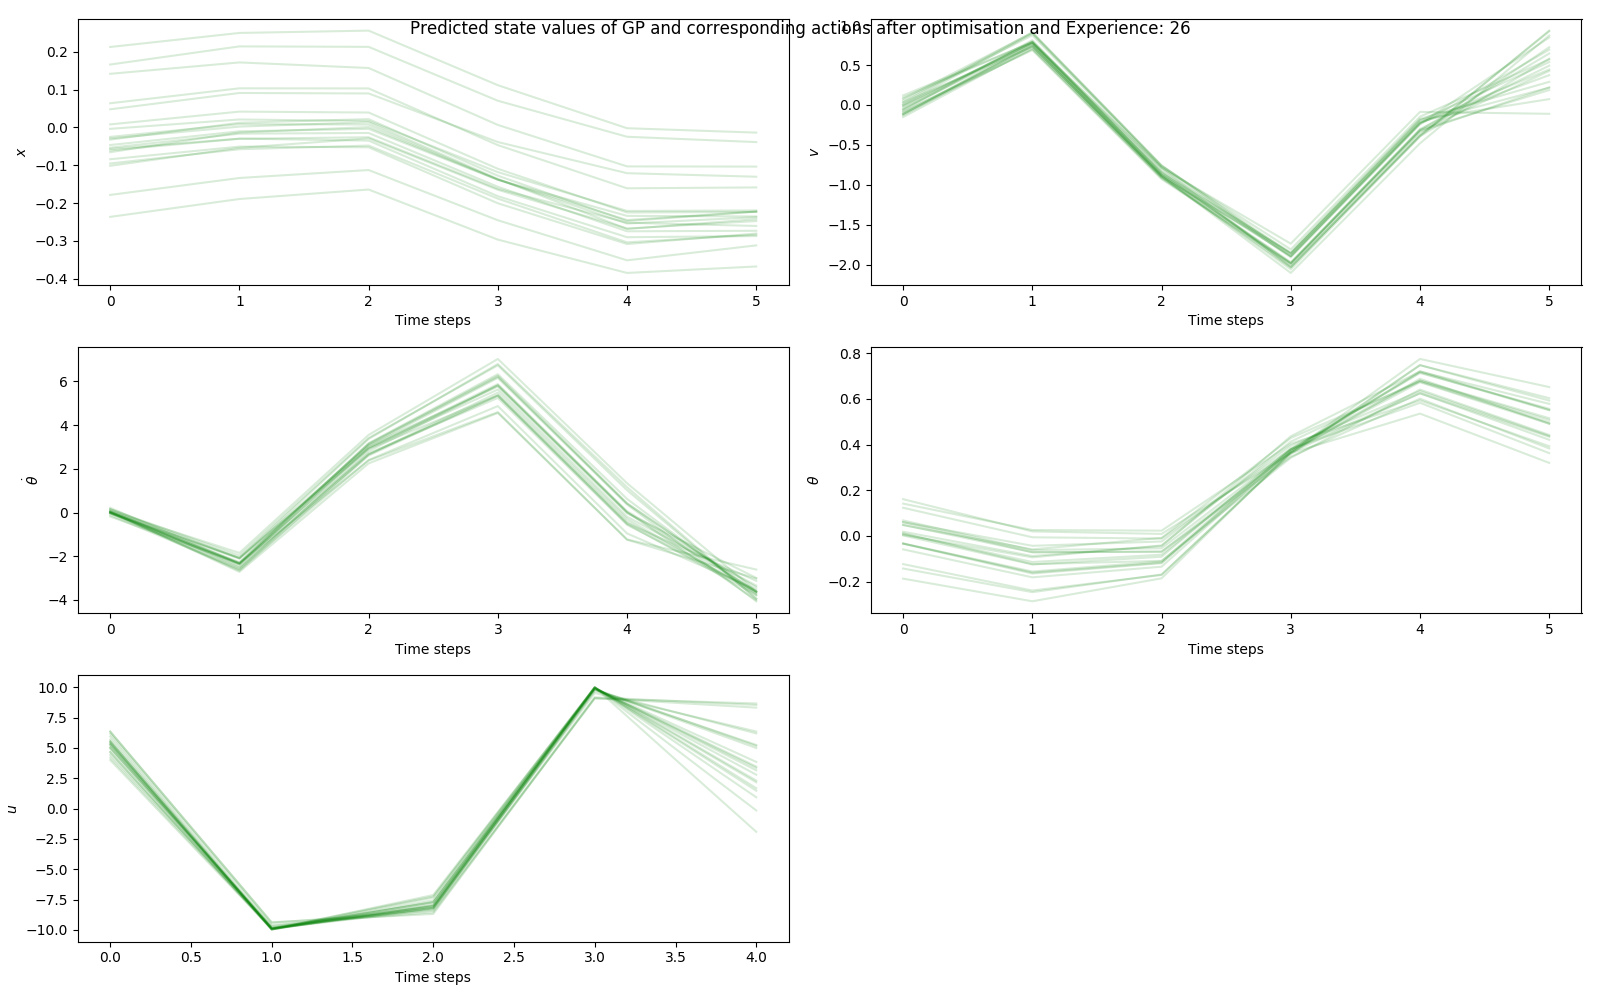 Predicted state values of GP and corresponding actions after optimisation and Experience: 26
0.2
0.1
0.0
−0.1
−0.2
−0.3
−0.4
x
0 1 2 3 4 5
Time steps
1.0
0.5
0.0
−0.5
−1.0
−1.5
−2.0
v
0 1 2 3 4 5
Time steps
6
4
2
0
−2
−4
θ̇
0 1 2 3 4 5
Time steps
0.8
0.6
0.4
0.2
0.0
−0.2
θ
0 1 2 3 4 5
Time steps
10.0
7.5
5.0
2.5
0.0
−2.5
−5.0
−7.5
−10.0
u
0.0 0.5 1.0 1.5 2.0 2.5 3.0 3.5 4.0
Time steps